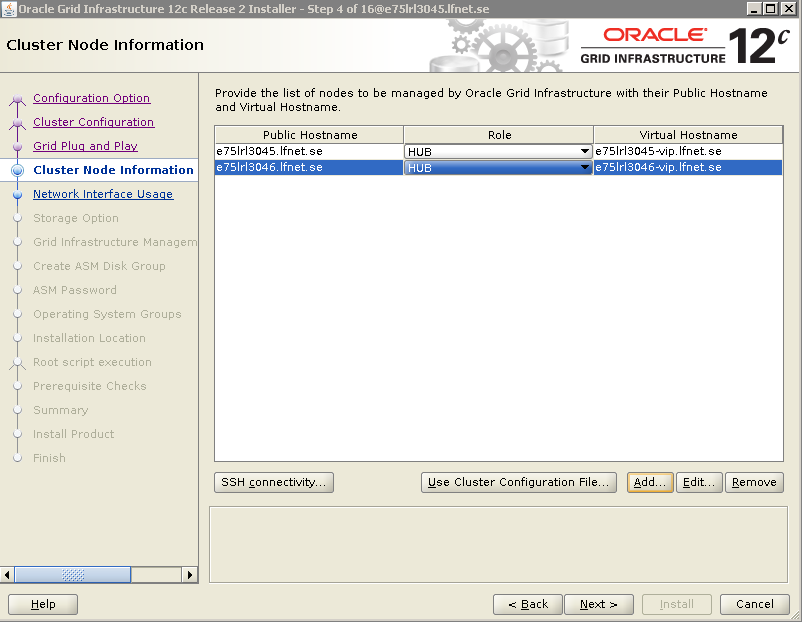 Oracle Grid Infrastructure 12c Release 2 Installer - Step 4 of 16@e75lrl3045.lfnet.se
Cluster Node Information
ORACLE
GRID INFRASTRUCTURE
12c
Configuration Option
Cluster Configuration
Grid Plug and Play
Cluster Node Information
Network Interface Usage
Storage Option
Grid Infrastructure Managem
Create ASM Disk Group
ASM Password
Operating System Groups
Installation Location
Root script execution
Prerequisite Checks
Summary
Install Product
Finish
Provide the list of nodes to be managed by Oracle Grid Infrastructure with their Public Hostname
and Virtual Hostname.
Public Hostname Role Virtual Hostname
e75lrl3045.lfnet.se HUB e75lrl3045-vip.lfnet.se
e75lrl3046.lfnet.se HUB e75lrl3046-vip.lfnet.se
SSH connectivity... Use Cluster Configuration File... Add... Edit... Remove
Help < Back Next > Install Cancel